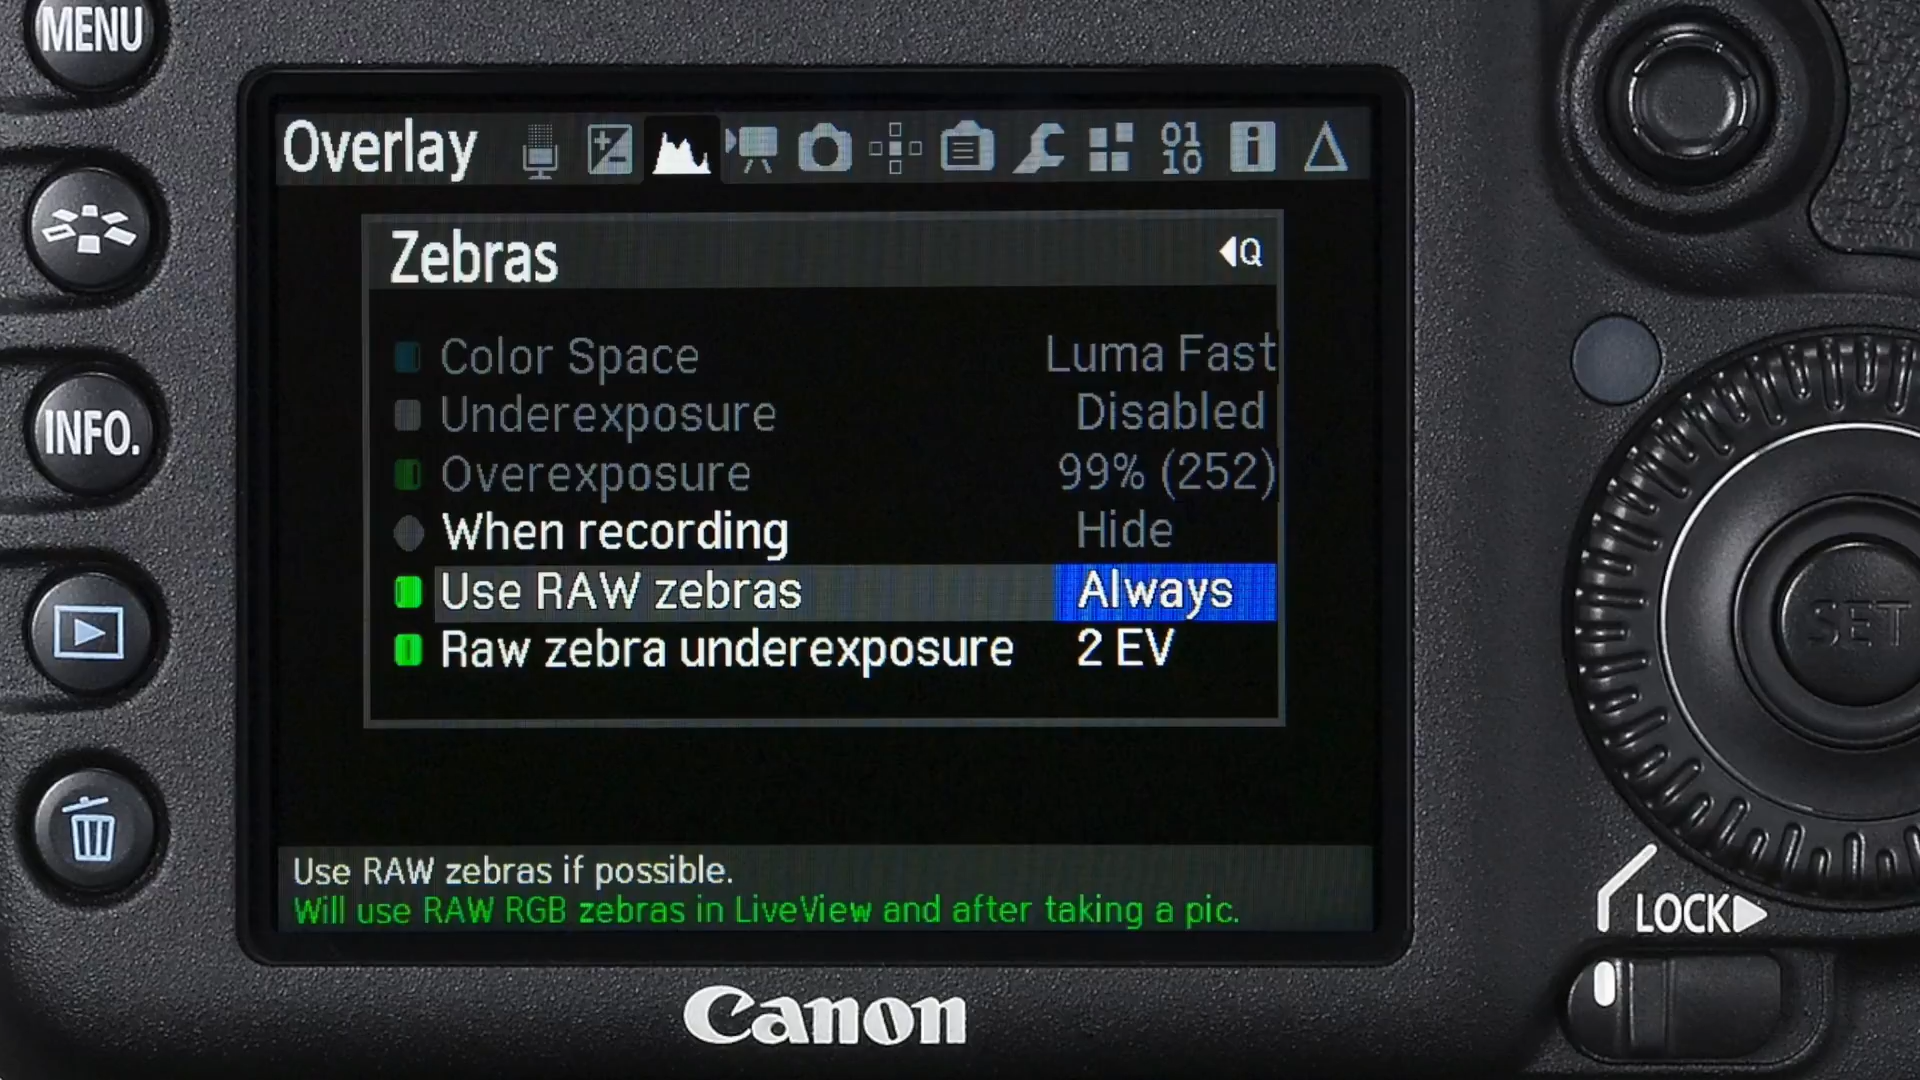 MENU
Overlay
01
10
Zebras
Q
Color Space Luma Fast
Underexposure Disabled
INFO.
Overexposure 99% (252)
When recording Hide
Use RAW zebras Always
Raw zebra underexposure 2 EV
SET
Use RAW zebras if possible.
Will use RAW RGB zebras in LiveView and after taking a pic.
LOCK
Canon